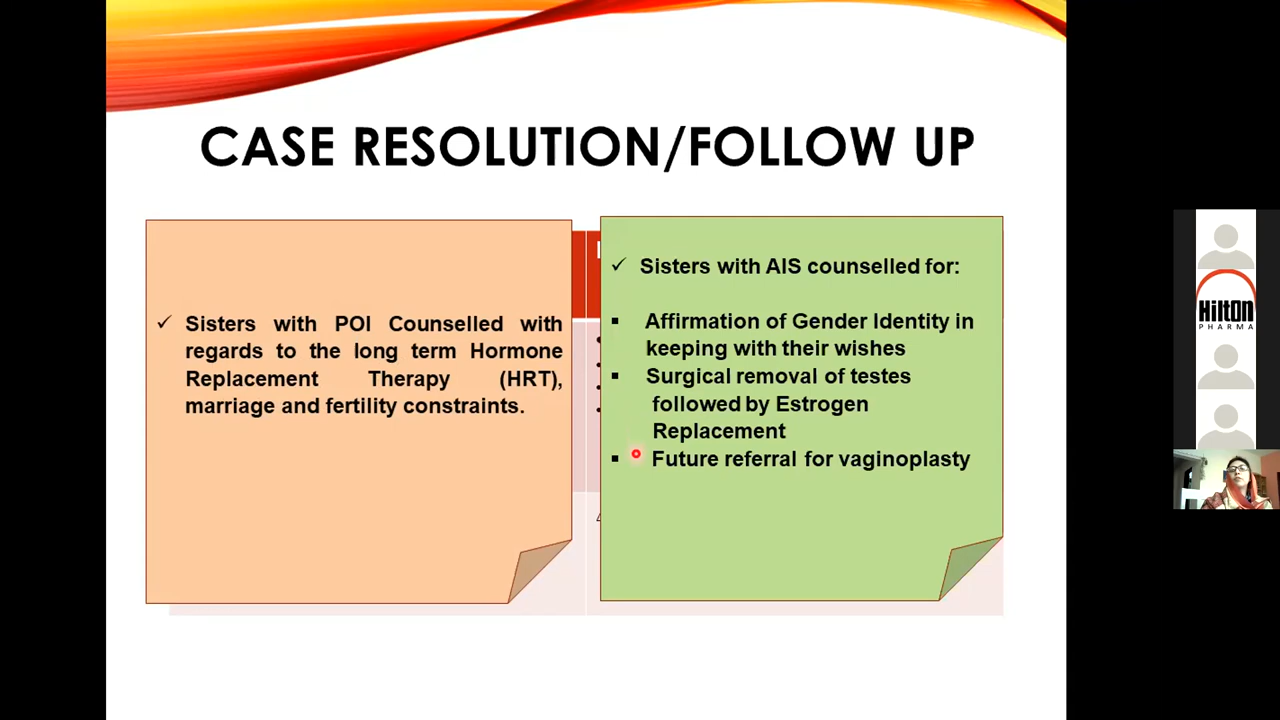 CASE RESOLUTION/FOLLOW UP
✓ Sisters with POI Counselled with
regards to the long term Hormone
Replacement Therapy (HRT),
marriage and fertility constraints.
✓ Sisters with AIS counselled for:
▪ Affirmation of Gender Identity in
keeping with their wishes
▪ Surgical removal of testes
followed by Estrogen
Replacement
▪ Future referral for vaginoplasty
HiltOn
PHARMA